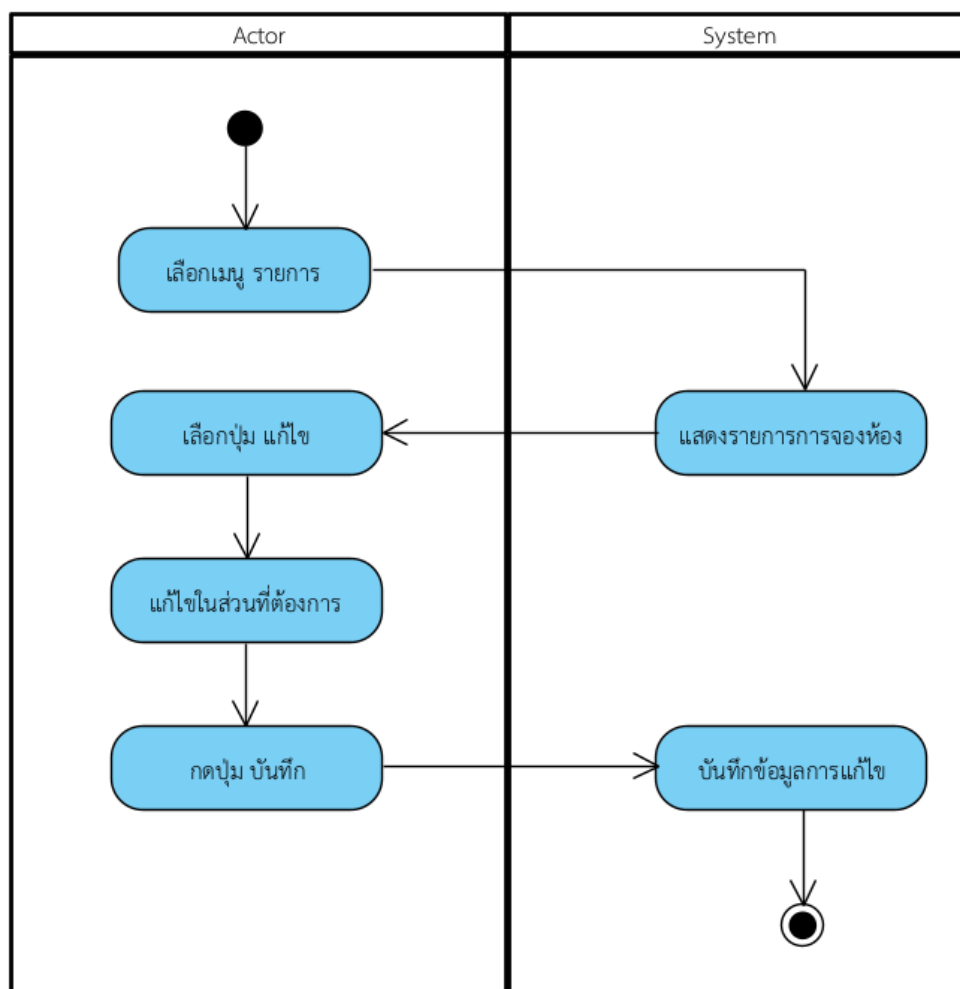 Actor
System
เลือกเมนู รายการ
แสดงรายการการจองห้อง
เลือกปุ่ม แก้ไข
แก้ไขในส่วนที่ต้องการ
กดปุ่ม บันทึก
บันทึกข้อมูลการแก้ไข